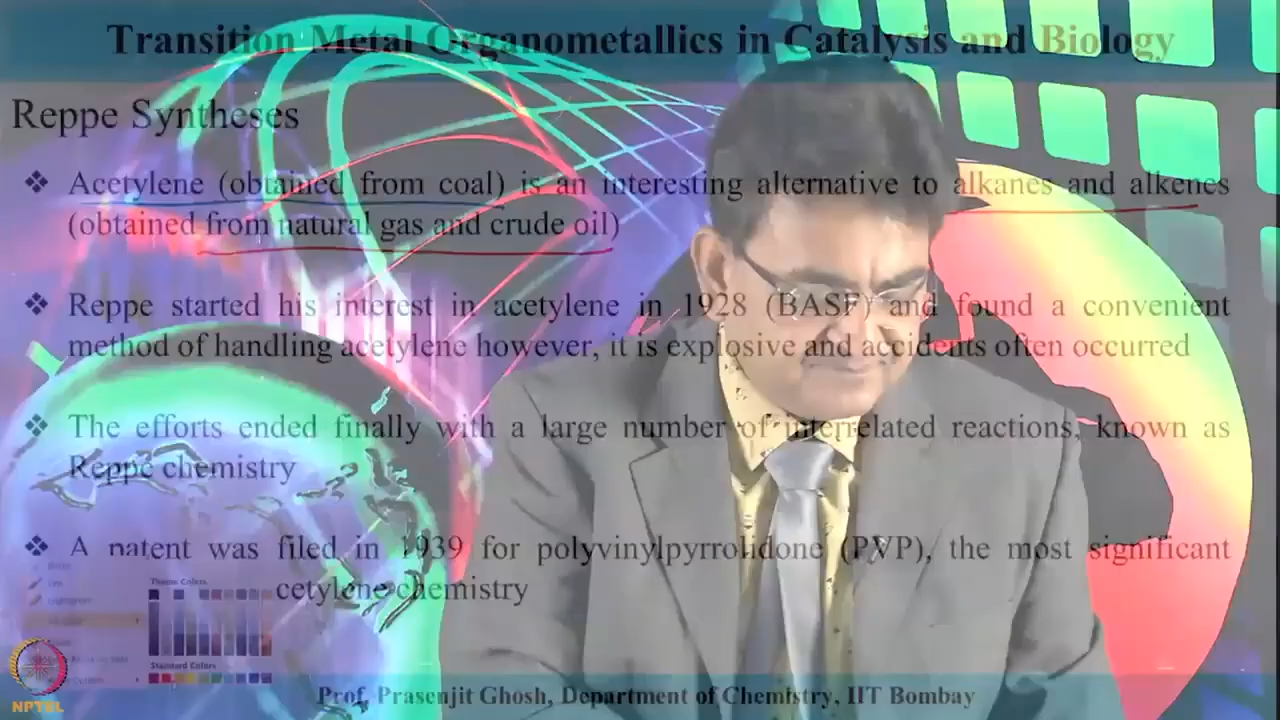 Transition Metal Organometallics in Catalysis and Biology
Reppe Syntheses
❖ Acetylene (obtained from coal) is an interesting alternative to alkanes and alkenes
(obtained from natural gas and crude oil)
❖ Reppe started his interest in acetylene in 1928 (BASF) and found a convenient
method of handling acetylene however, it is explosive and accidents often occurred
❖ The efforts ended finally with a large number of interrelated reactions, known as
Reppe chemistry
❖ A patent was filed in 1939 for polyvinylpyrrolidone (PVP), the most significant
cetylene chemistry
Theme Colors
Standard Colors
NPTEL
Prof. Prasenjit Ghosh, Department of Chemistry, IIT Bombay